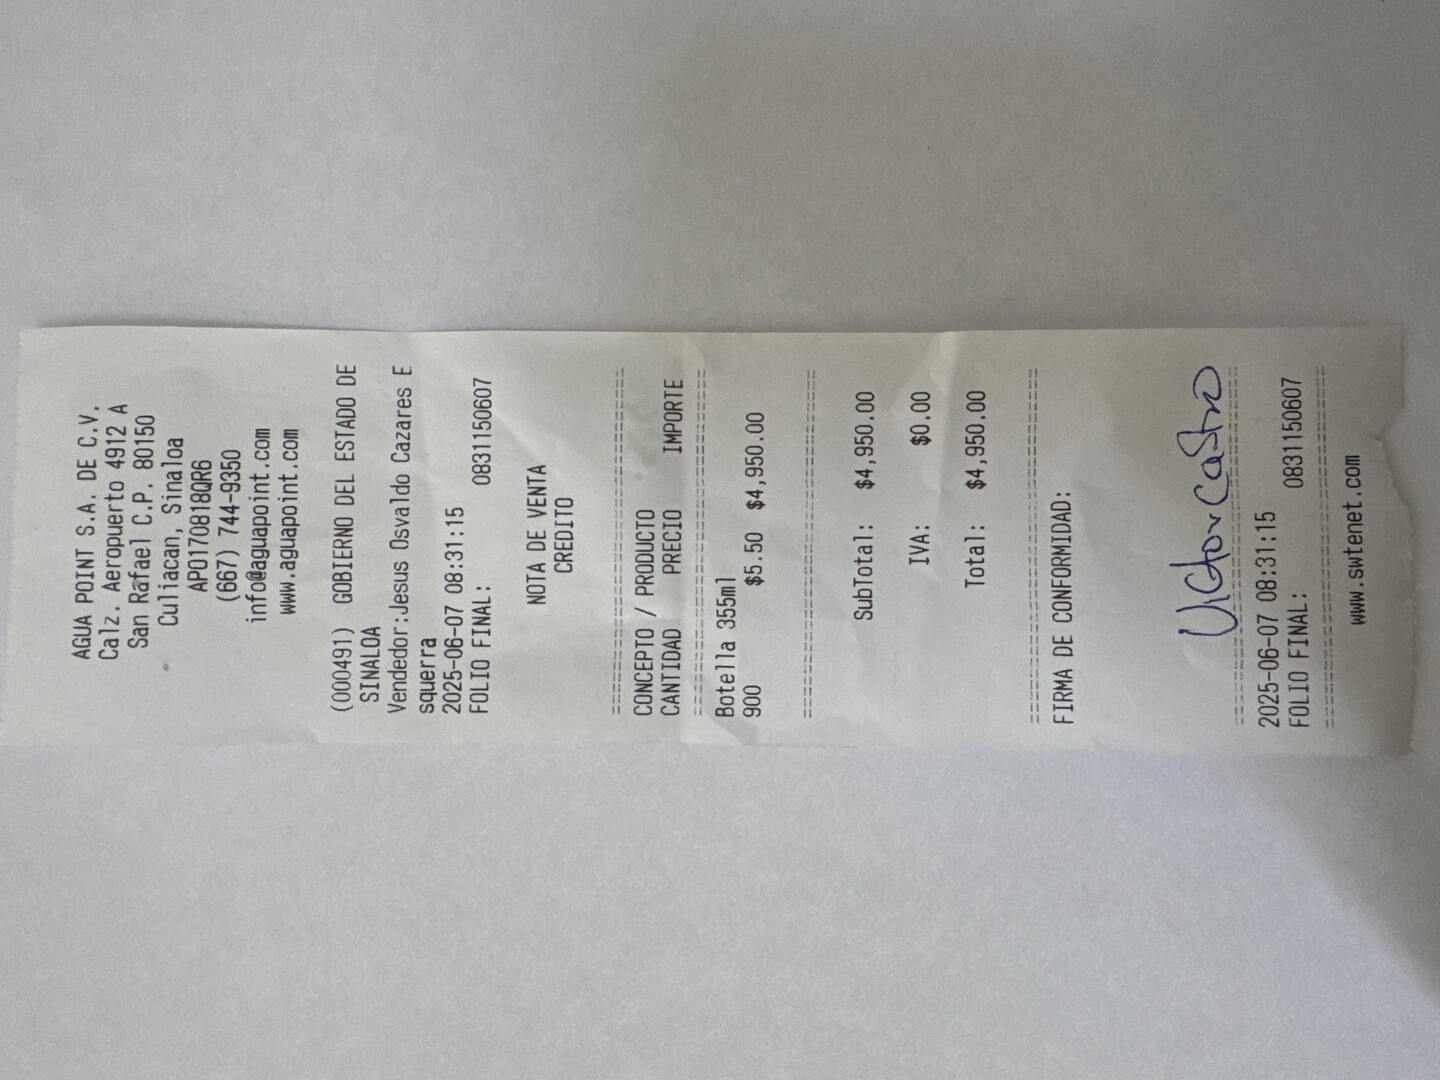 AGUA POINT S.A. DE C.V.
Calz. Aeropuerto 4912 A
San Rafael C.P. 80150
Culiacan, Sinaloa
APO170818QR6
(667) 744-9350
info@aguapoint.com
www.aguapoint.com
(000491) GOBIERNO DEL ESTADO DE
SINALOA
Vendedor:Jesus Osvaldo Cazares E
squerra
2025-06-07 08:31:15
FOLIO FINAL: 0831150607
NOTA DE VENTA
CREDITO
================================
CONCEPTO / PRODUCTO
CANTIDAD PRECIO IMPORTE
================================
Botella 355ml
900 $5.50 $4,950.00
================================
SubTotal: $4,950.00
IVA: $0.00
Total: $4,950.00
================================
FIRMA DE CONFORMIDAD:
Victor Castro
================================
2025-06-07 08:31:15
FOLIO FINAL: 0831150607
================================
www.swtenet.com